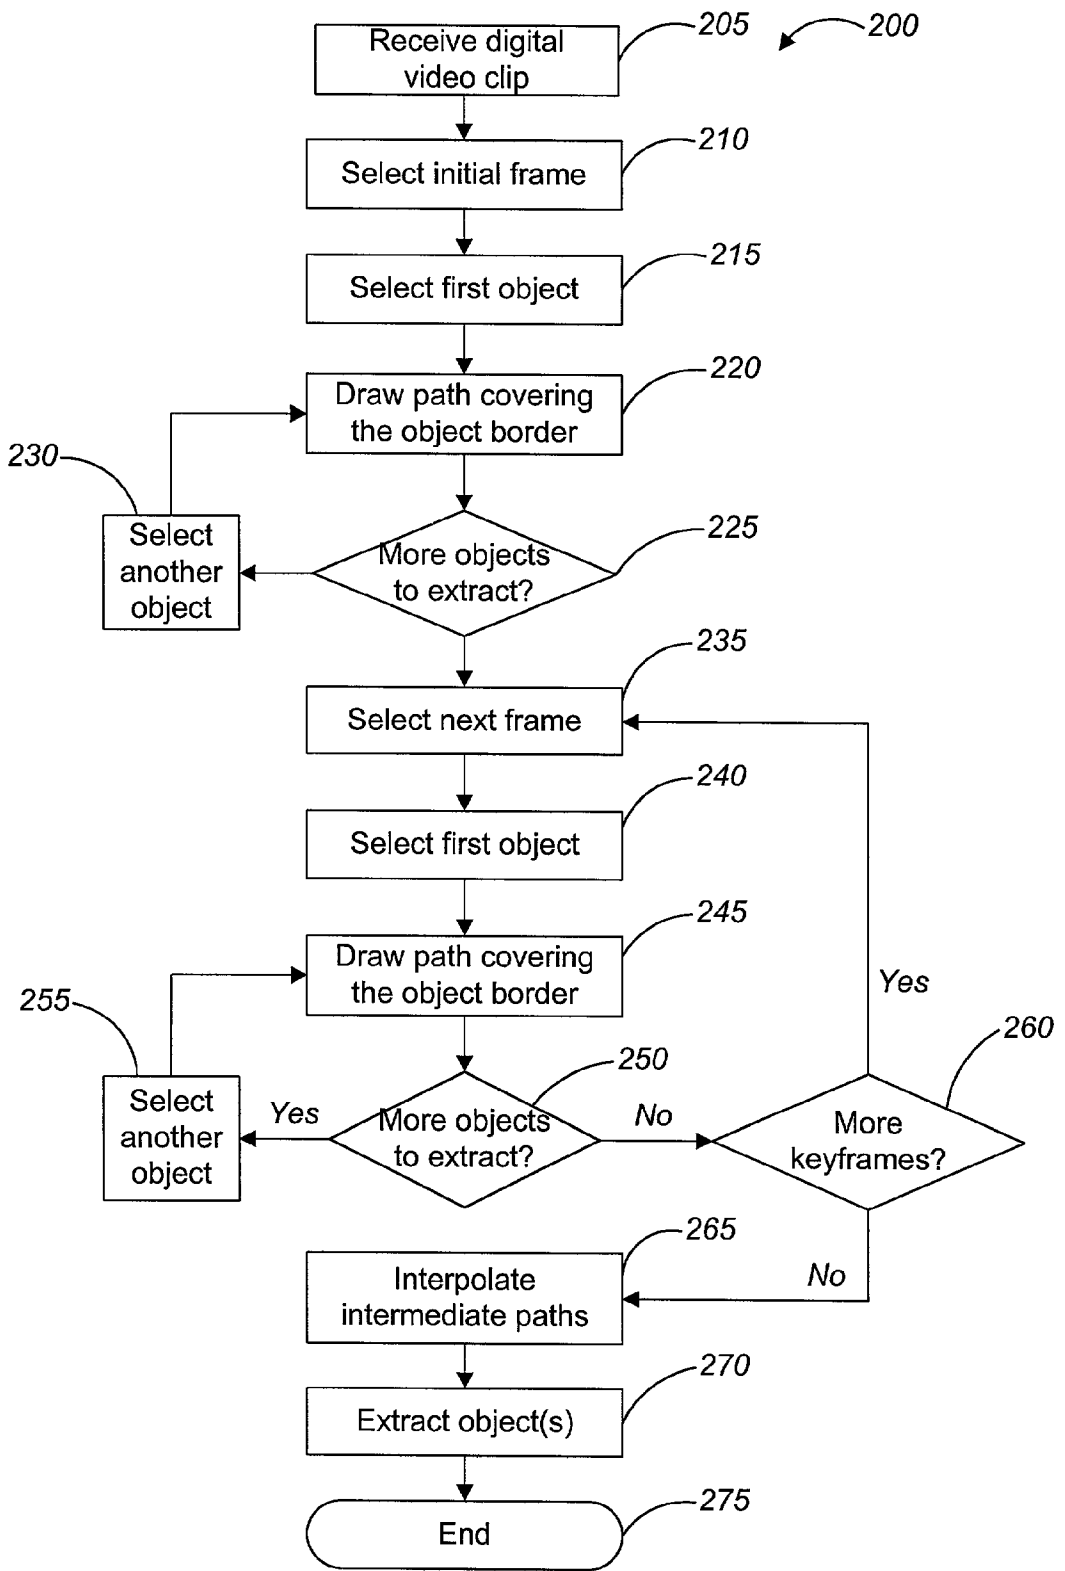 205
200
Receive digital
video clip
210
Select initial frame
215
Select first object
220
Draw path covering
the object border
230
Select
another
object
225
More objects
to extract?
235
Select next frame
240
Select first object
245
Draw path covering
the object border
Yes
255
260
250
Select
another
object
Yes
More objects
to extract?
No
More
keyframes?
265
Interpolate
intermediate paths
No
270
Extract object(s)
275
End